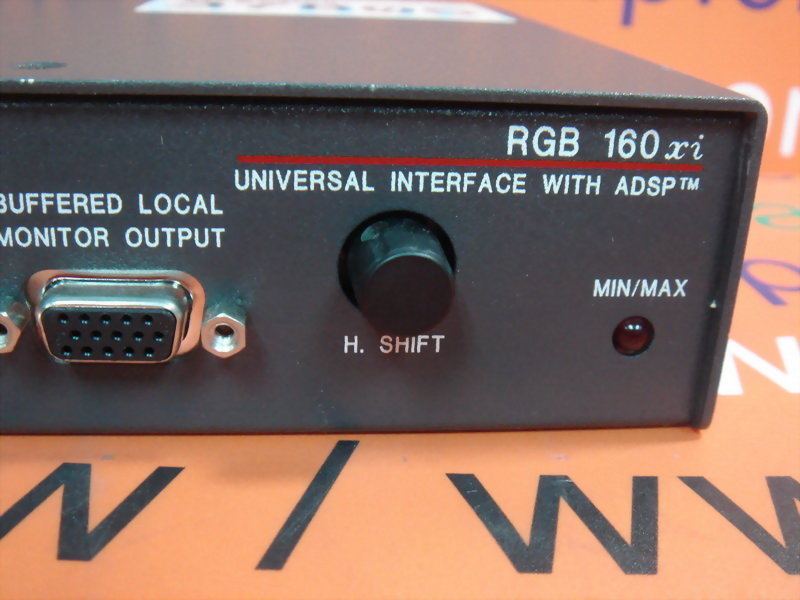 RGB 160xi
UNIVERSAL INTERFACE WITH ADSP™
BUFFERED LOCAL
MONITOR OUTPUT
MIN/MAX
H. SHIFT